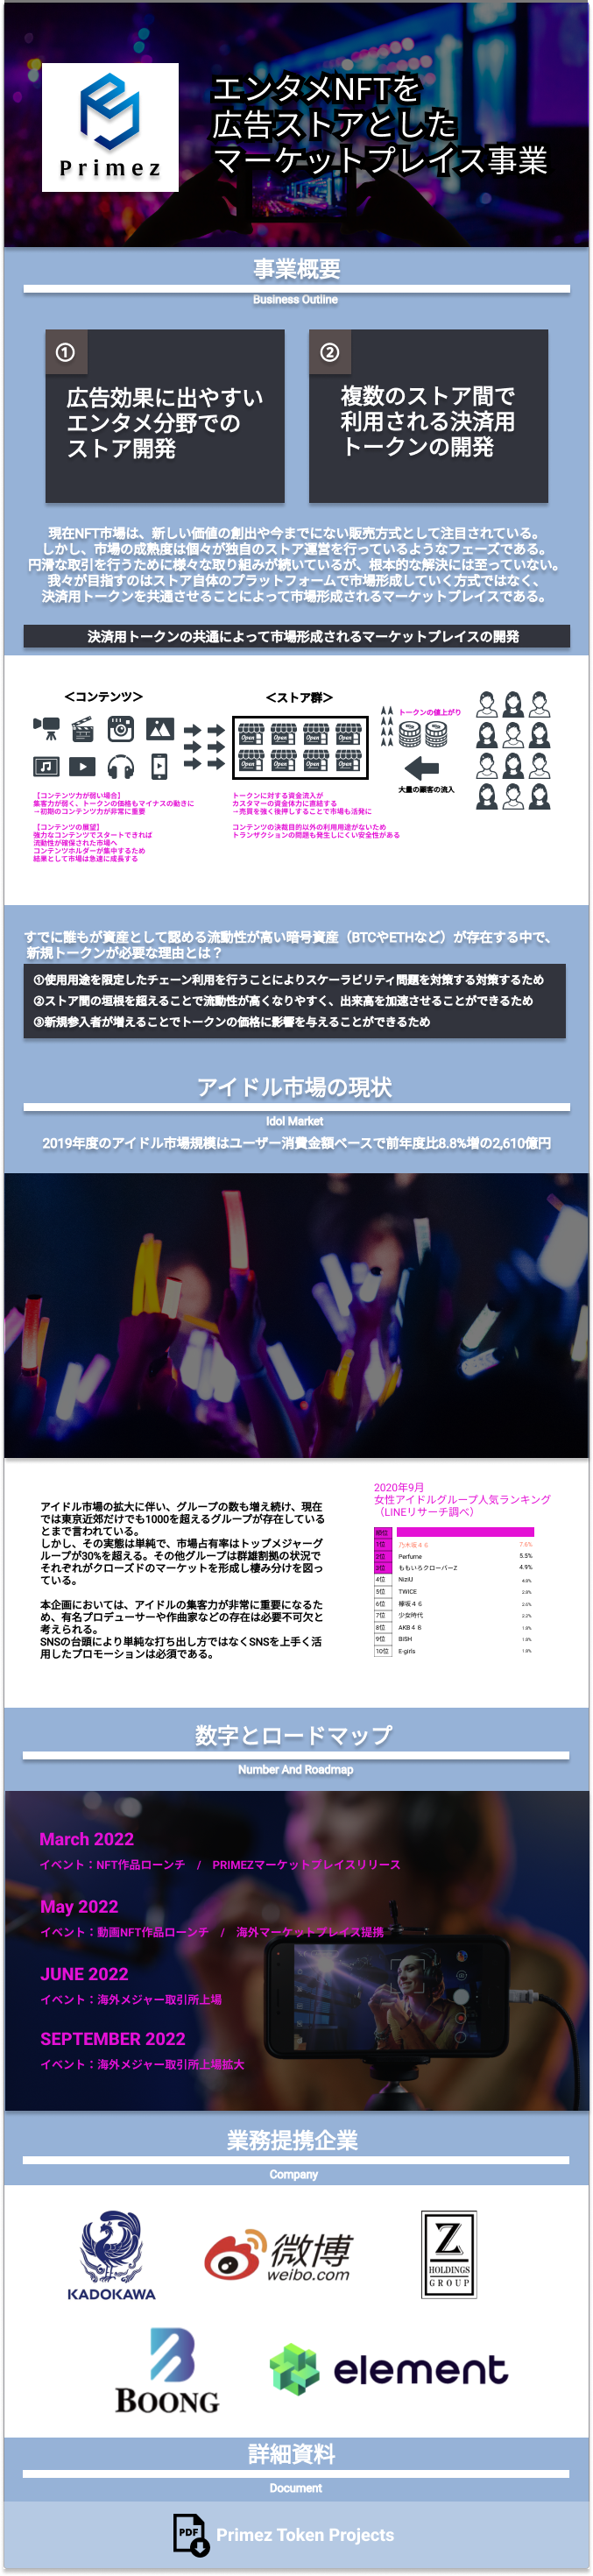 Primez
エンタメNFTを
広告ストアとした
マーケットプレイス事業
事業概要
Business Outline
①
広告効果に出やすい
エンタメ分野での
ストア開発
②
複数のストア間で
利用される決済用
トークンの開発
現在NFT市場は、新しい価値の創出や今までにない販売方式として注目されている。
しかし、市場の成熟度は個々が独自のストア運営を行っているようなフェーズである。
円滑な取引を行うために様々な取り組みが続いているが、根本的な解決には至っていない。
我々が目指すのはストア自体のプラットフォームで市場形成していく方式ではなく、
決済用トークンを共通させることによって市場形成されるマーケットプレイスである。
決済用トークンの共通によって市場形成されるマーケットプレイスの開発
＜コンテンツ＞
＜ストア群＞
Open Open Open Open
Open Open Open Open
トークンの値上がり
大量の顧客の流入
【コンテンツ力が弱い場合】
集客力が弱く、トークンの価格もマイナスの動きに
→初期のコンテンツ力が非常に重要
【コンテンツの展望】
強力なコンテンツでスタートできれば
流動性が確保された市場へ
コンテンツホルダーが集中するため
結果として市場は急速に成長する
トークンに対する資金流入が
カスタマーの資金体力に直結する
→売買を強く後押しすることで市場も活発に
コンテンツの決数目的以外の利用用途がないため
トランザクションの問題も発生しにくい安全性がある
すでに誰もが資産として認める流動性が高い暗号資産（BTCやETHなど）が存在する中で、
新規トークンが必要な理由とは？
①使用用途を限定したチェーン利用を行うことによりスケーラビリティ問題を対策する対策するため
②ストア間の垣根を超えることで流動性が高くなりやすく、出来高を加速させることができるため
③新規参入者が増えることでトークンの価格に影響を与えることができるため
アイドル市場の現状
Idol Market
2019年度のアイドル市場規模はユーザー消費金額ベースで前年度比8.8%増の2,610億円
アイドル市場の拡大に伴い、グループの数も増え続け、現在
では東京近郊だけでも1000を超えるグループが存在している
とまで言われている。
しかし、その実態は単純で、市場占有率はトップメジャーグ
ループが30%を超える。その他グループは群雄割拠の状況で
それぞれがクローズドのマーケットを形成し棲み分けを図っ
ている。
本企画においては、アイドルの集客力が非常に重要になるた
め、有名プロデューサーや作曲家などの存在は必要不可欠と
考えられる。
SNSの台頭により単純な打ち出し方ではなくSNSを上手く活
用したプロモーションは必須である。
2020年9月
女性アイドルグループ人気ランキング
（LINEリサーチ調べ）
順位
1位 乃木坂４６ 7.6%
2位 Perfume 5.5%
3位 ももいろクローバーZ 4.9%
4位 NiziU 4.0%
5位 TWICE 2.9%
6位 欅坂４６ 2.6%
7位 少女時代 2.2%
8位 AKB４８ 1.9%
9位 BiSH 1.9%
10位 E-girls 1.9%
数字とロードマップ
Number And Roadmap
March 2022
イベント：NFT作品ローンチ / PRIMEZマーケットプレイスリリース
May 2022
イベント：動画NFT作品ローンチ / 海外マーケットプレイス提携
JUNE 2022
イベント：海外メジャー取引所上場
SEPTEMBER 2022
イベント：海外メジャー取引所上場拡大
業務提携企業
Company
KADOKAWA
微博
weibo.com
Z
HOLDINGS
GROUP
BOONG
element
詳細資料
Document
PDF
Primez Token Projects